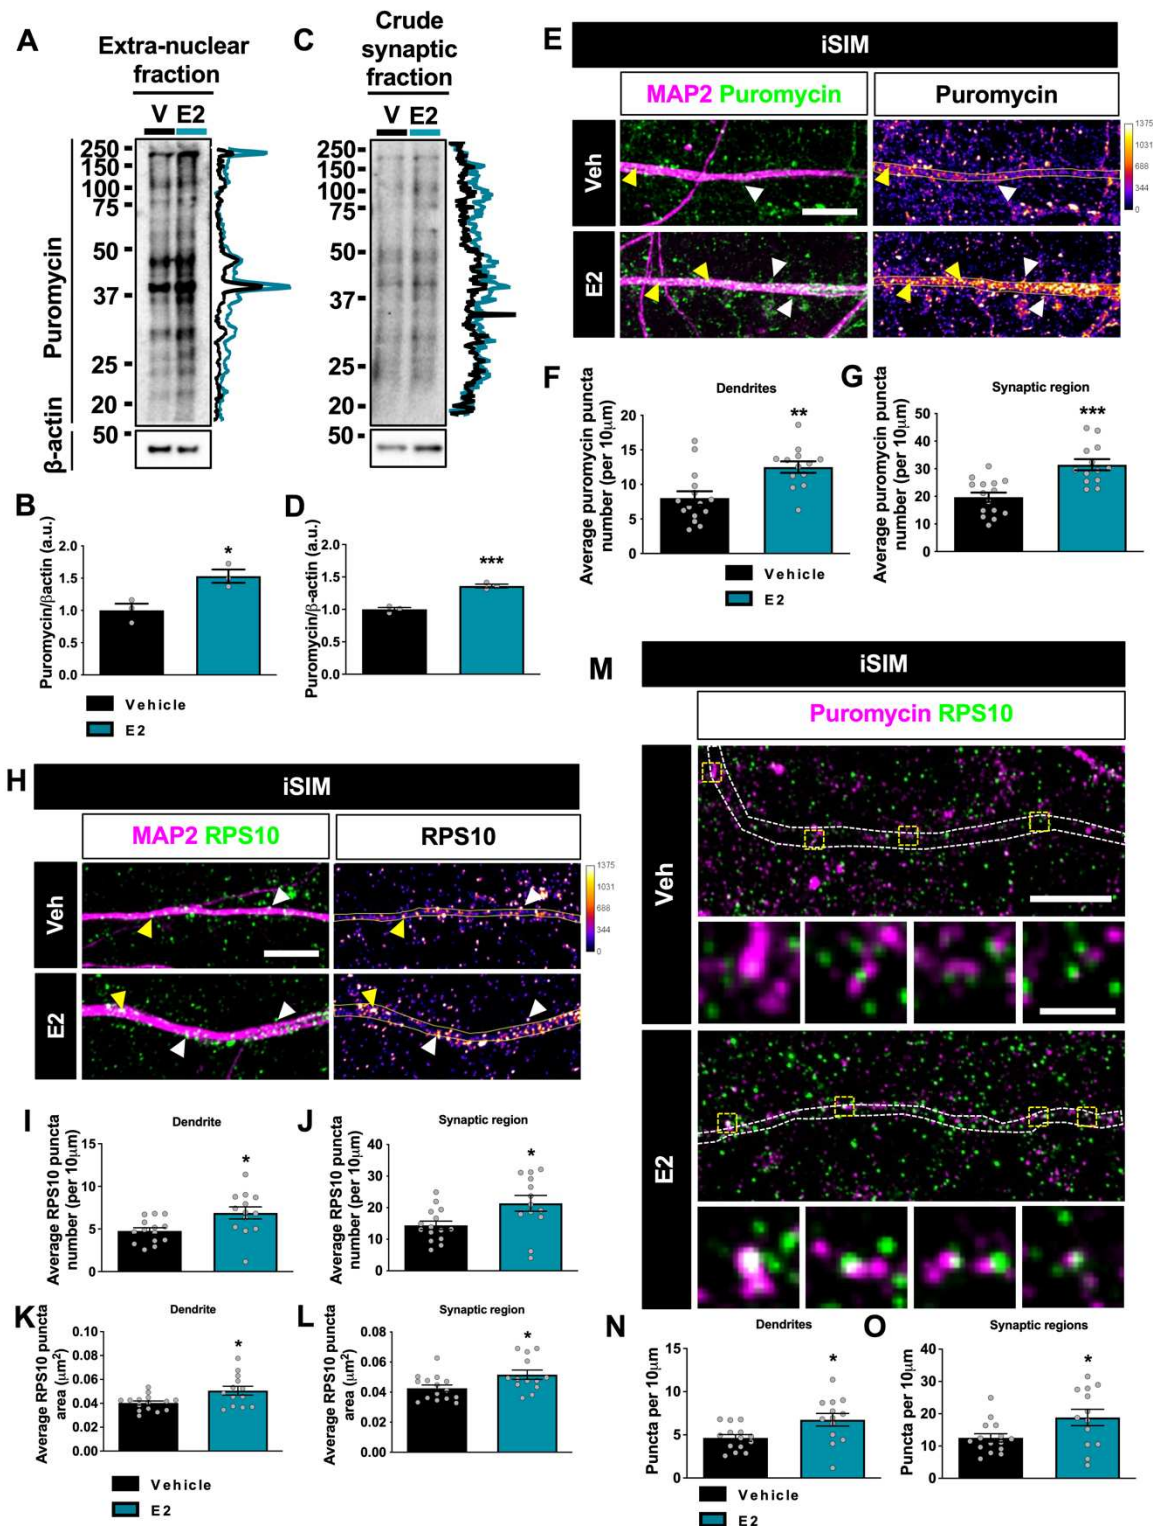 A
Extra-nuclear
fraction
V E2
250
150
100
75
50
37
25
20
50
Puromycin
β-actin
C
Crude
synaptic
fraction
V E2
250
150
100
75
50
37
25
20
50
B
Puromycin/βactin (a.u.)
2.0
1.5
1.0
0.5
0.0
*
Vehicle
E2
D
Puromycin/β-actin (a.u.)
2.0
1.5
1.0
0.5
0.0
***
E
iSIM
MAP2 Puromycin
Puromycin
Veh
E2
1375
1031
688
344
0
F
Dendrites
Average puromycin puncta
number (per 10µm)
20
15
10
5
0
**
Vehicle
E2
G
Synaptic region
Average puromycin puncta
number (per 10µm)
50
40
30
20
10
0
***
H
iSIM
MAP2 RPS10
RPS10
Veh
E2
1375
1031
688
344
0
I
Dendrite
Average RPS10 puncta
number (per 10µm)
15
10
5
0
*
J
Synaptic region
Average RPS10 puncta
number (per 10µm)
40
30
20
10
0
*
K
Dendrite
Average RPS10 puncta
area (µm²)
0.10
0.08
0.06
0.04
0.02
0.00
*
Vehicle
E2
L
Synaptic region
Average RPS10 puncta
area (µm²)
0.08
0.06
0.04
0.02
0.00
*
M
iSIM
Puromycin RPS10
Veh
E2
N
Dendrites
Puncta per 10µm
15
10
5
0
*
Vehicle
E2
O
Synaptic regions
Puncta per 10µm
40
30
20
10
0
*